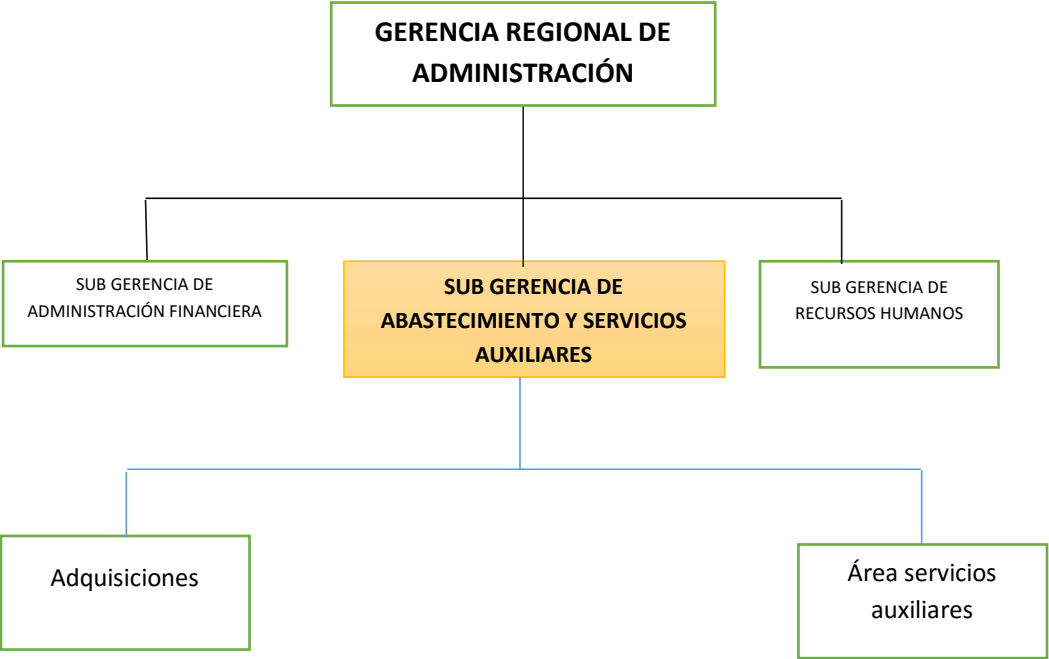 GERENCIA REGIONAL DE
ADMINISTRACIÓN
SUB GERENCIA DE
ADMINISTRACIÓN FINANCIERA
SUB GERENCIA DE
ABASTECIMIENTO Y SERVICIOS
AUXILIARES
SUB GERENCIA DE
RECURSOS HUMANOS
Adquisiciones
Área servicios
auxiliares